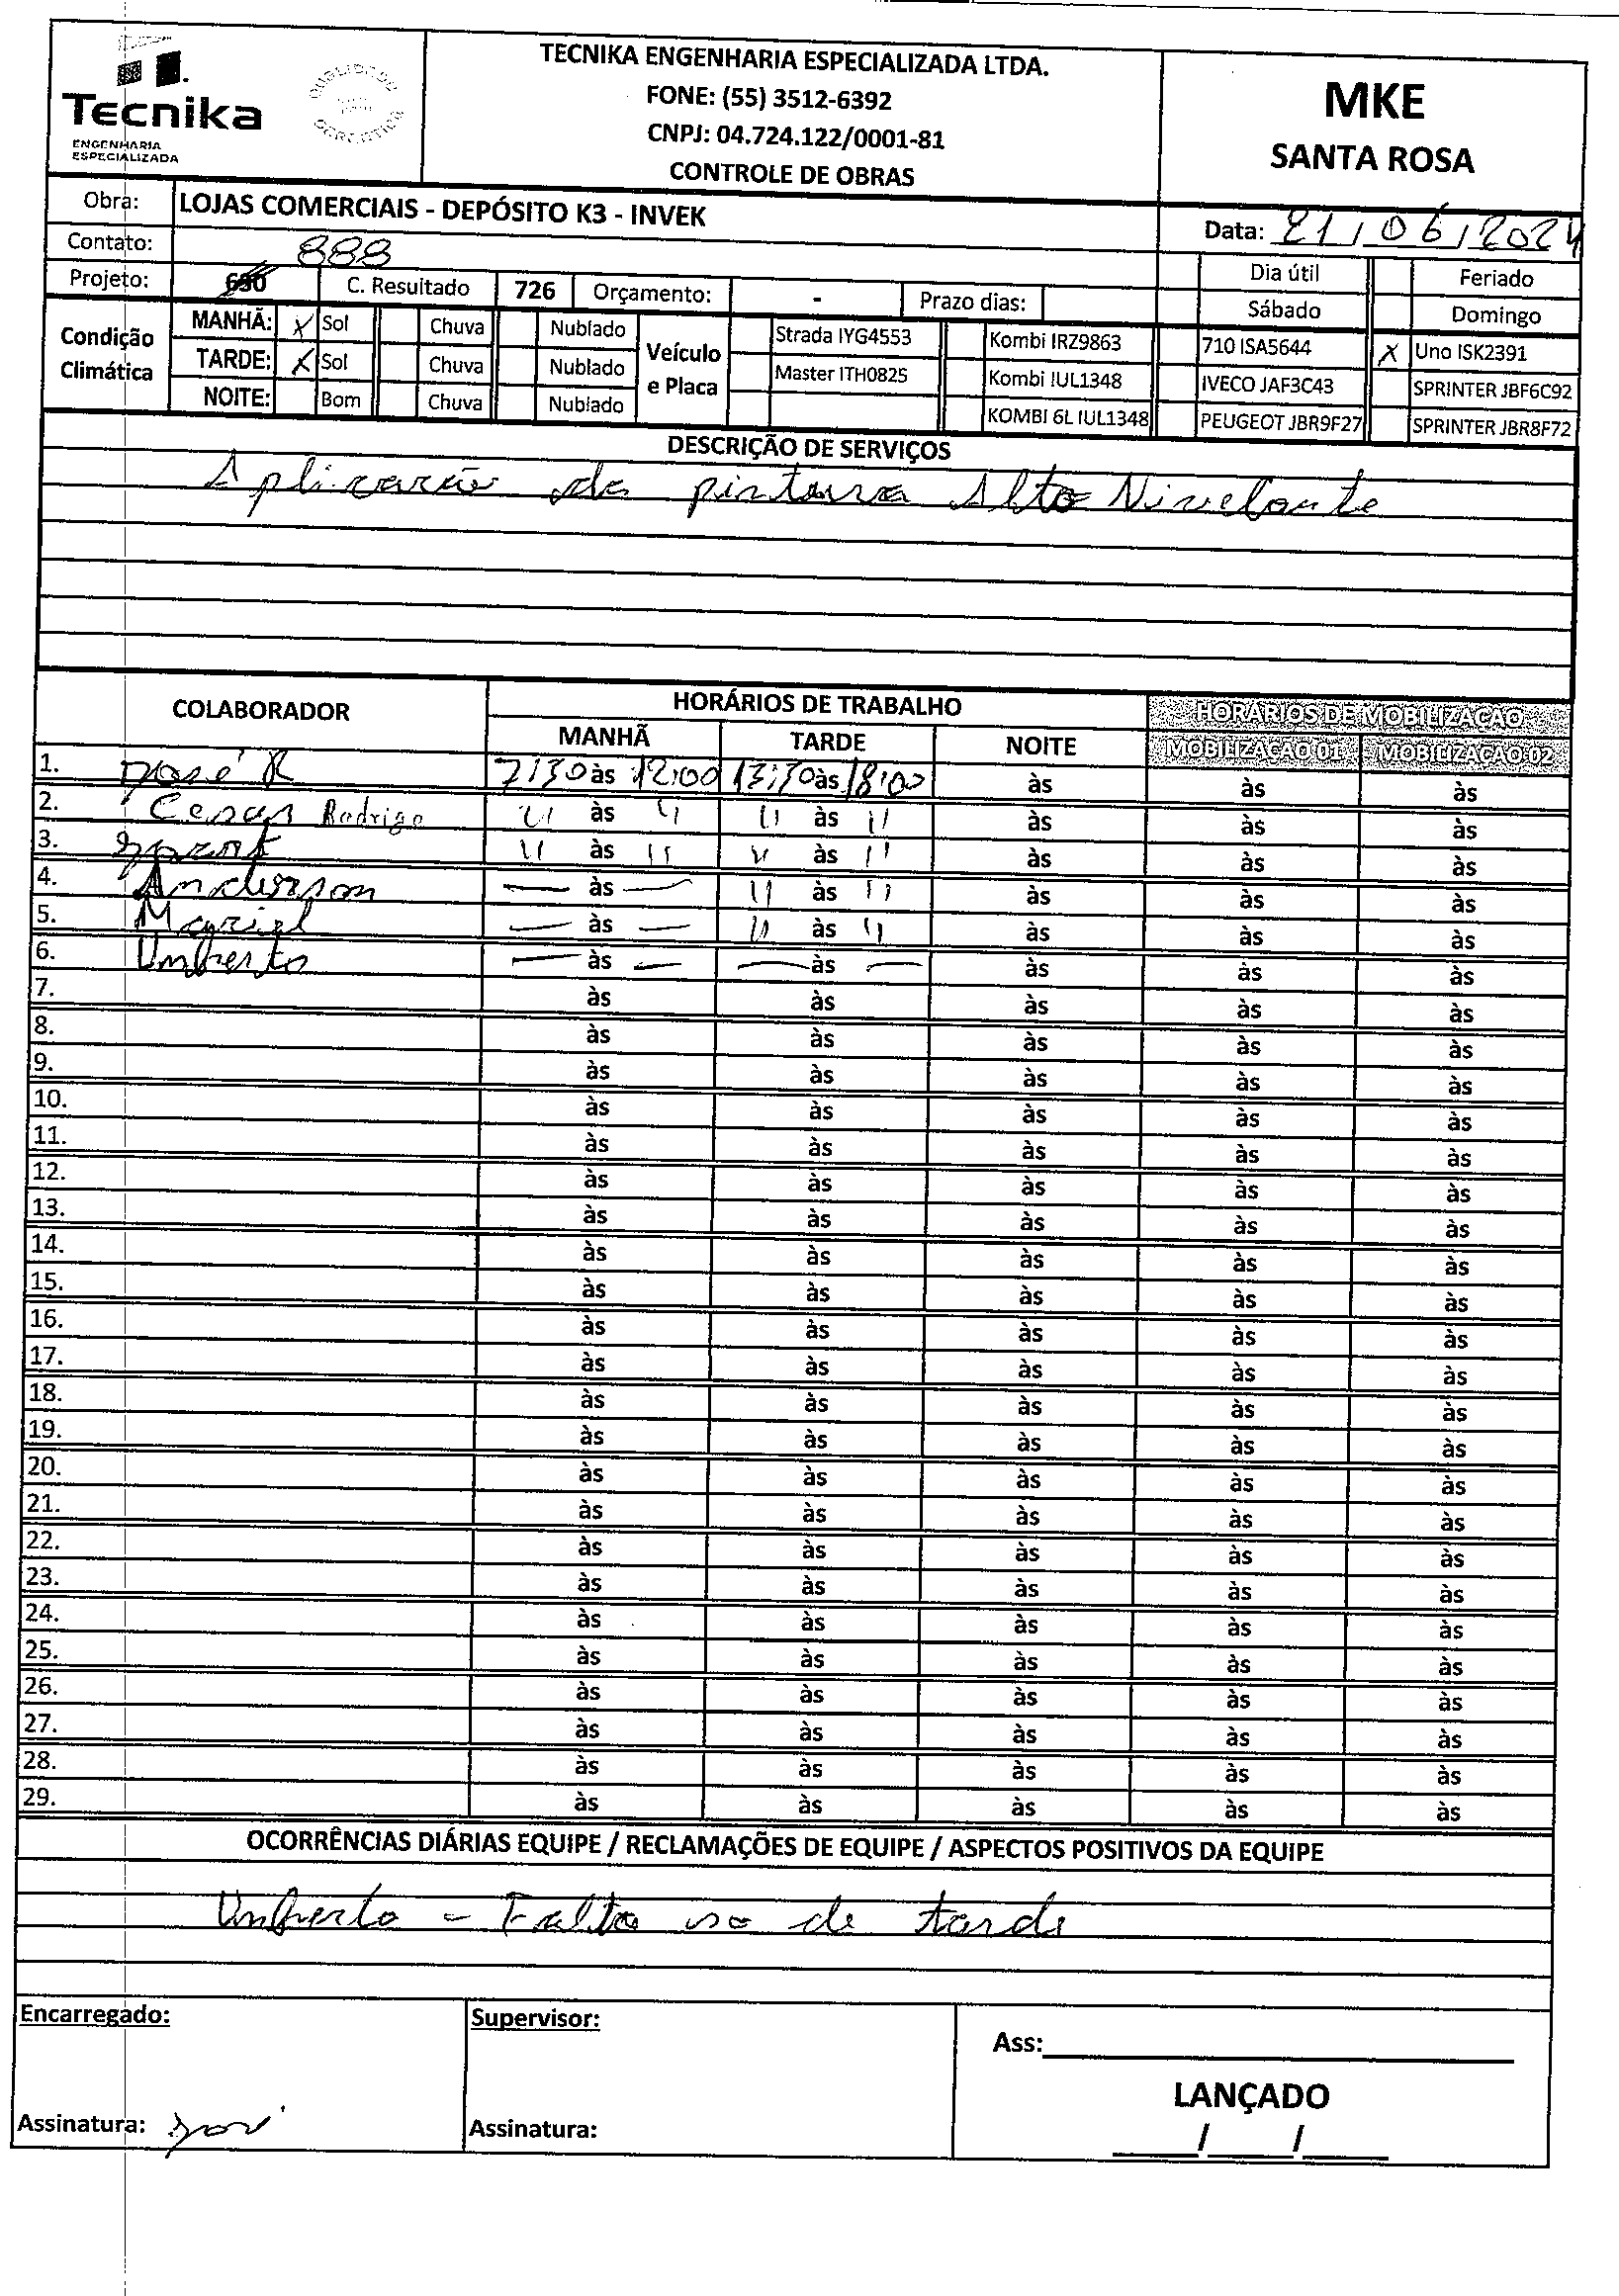 Tecnika
ENGENHARIA
ESPECIALIZADA
TECNIKA ENGENHARIA ESPECIALIZADA LTDA.
FONE: (55) 3512-6392
CNPJ: 04.724.122/0001-81
CONTROLE DE OBRAS
MKE
SANTA ROSA
Obra: LOJAS COMERCIAIS - DEPÓSITO K3 - INVEK
Data: 21/06/2024
Contato: 888
Projeto: 630 C. Resultado 726 Orçamento: - Prazo dias: Dia útil Feriado
Sábado Domingo
Condição Climática
MANHÃ: X Sol Chuva Nublado
TARDE: X Sol Chuva Nublado
NOITE: Bom Chuva Nublado
Veículo e Placa
Strada IYG4553 Kombi IRZ9863 710 ISA5644 X Uno ISK2391
Master ITH0825 Kombi IUL1348 IVECO JAF3C43 SPRINTER JBF6C92
KOMBI 6L IUL1348 PEUGEOT JBR9F27 SPRINTER JBR8F72
DESCRIÇÃO DE SERVIÇOS
Aplicação de pintura Alto Nivelante
COLABORADOR HORÁRIOS DE TRABALHO HORÁRIOS DE MOBILIZAÇÃO
MANHÃ TARDE NOITE MOBILIZAÇÃO 01 MOBILIZAÇÃO 02
1. José R 7:30 às 12:00 13:30 às 18:00 às às às
2. Cesar Rodrigo " às " " às " às às às
3. " às " " às " às às às
4. Anderson — às — " às " às às às
5. — às — " às " às às às
6. Umberto — às — — às — às às às
7. às às às às às
8. às às às às às
9. às às às às às
10. às às às às às
11. às às às às às
12. às às às às às
13. às às às às às
14. às às às às às
15. às às às às às
16. às às às às às
17. às às às às às
18. às às às às às
19. às às às às às
20. às às às às às
21. às às às às às
22. às às às às às
23. às às às às às
24. às às às às às
25. às às às às às
26. às às às às às
27. às às às às às
28. às às às às às
29. às às às às às
OCORRÊNCIAS DIÁRIAS EQUIPE / RECLAMAÇÕES DE EQUIPE / ASPECTOS POSITIVOS DA EQUIPE
Umberto - Falto de tarde
Encarregado: Supervisor: Ass:
LANÇADO
Assinatura: José Assinatura: / /